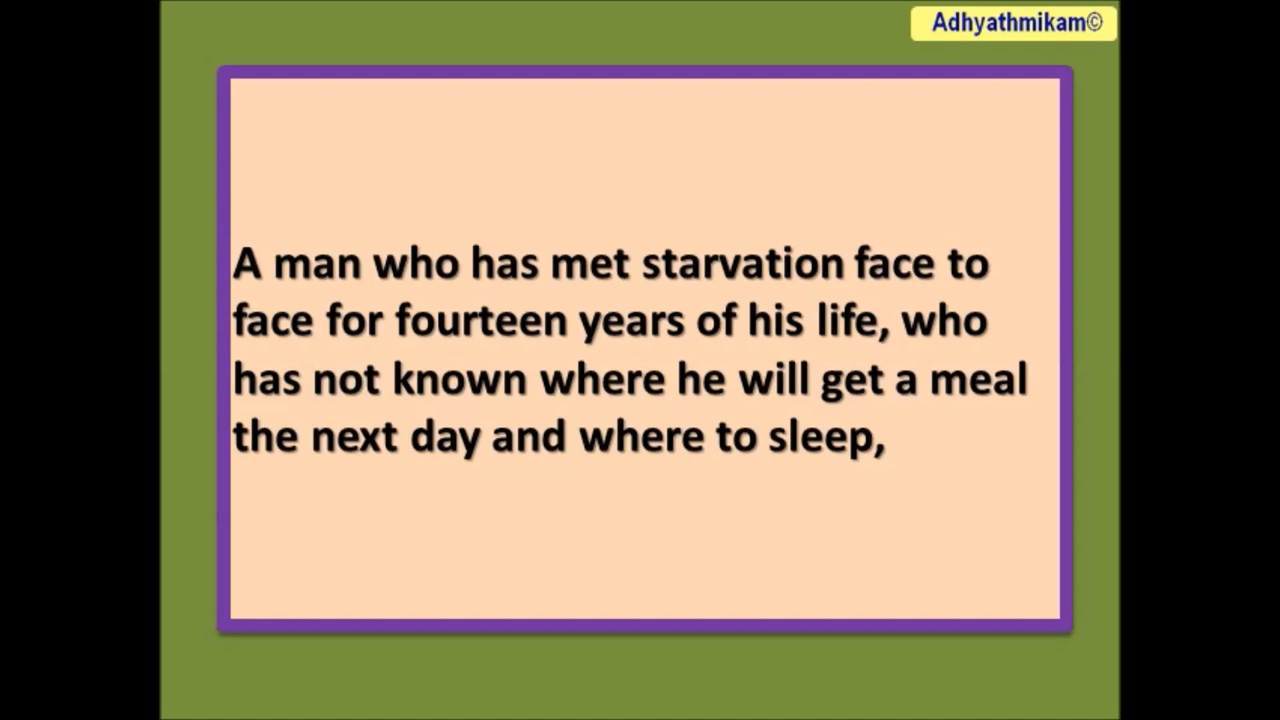 Adhyathmikam©
A man who has met starvation face to
face for fourteen years of his life, who
has not known where he will get a meal
the next day and where to sleep,